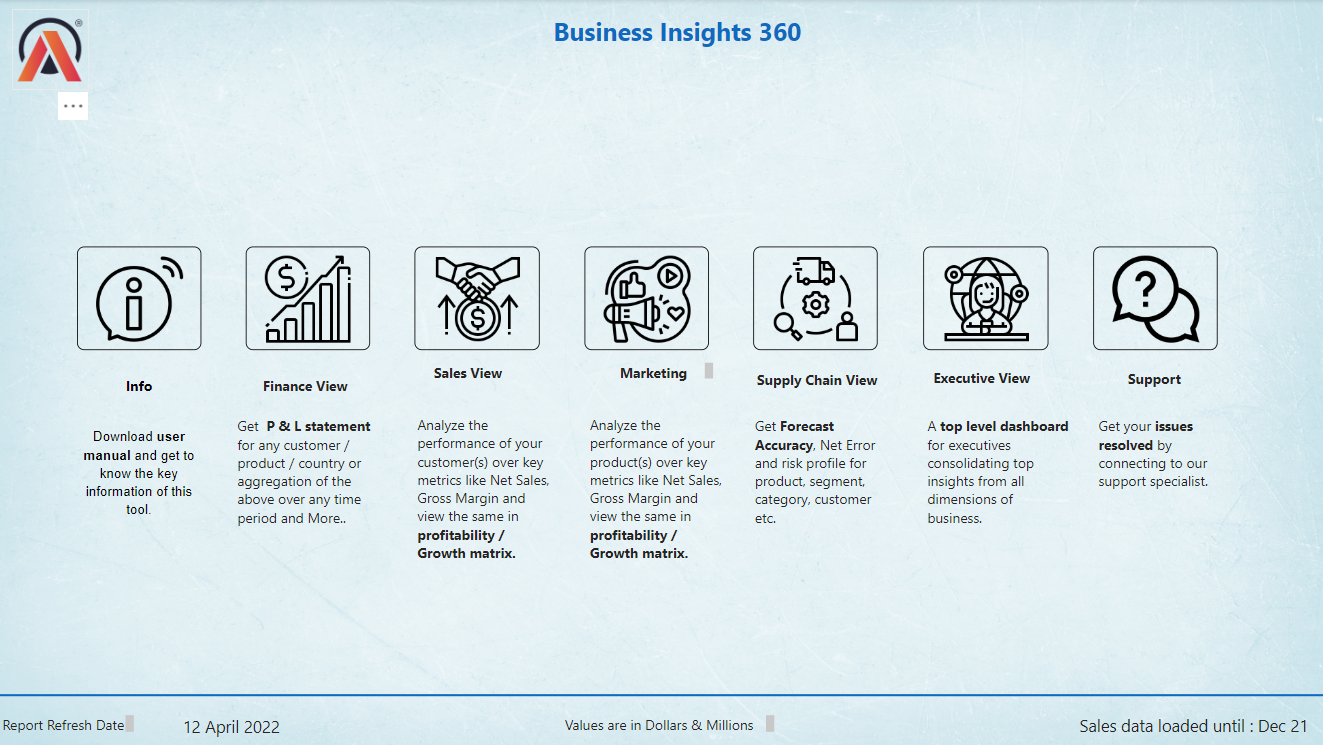 Business Insights 360
®
...
$
$
?
Info
Download user
manual and get to
know the key
information of this
tool.
Finance View
Get P & L statement
for any customer /
product / country or
aggregation of the
above over any time
period and More..
Sales View
Analyze the
performance of your
customer(s) over key
metrics like Net Sales,
Gross Margin and
view the same in
profitability /
Growth matrix.
Marketing
Analyze the
performance of your
product(s) over key
metrics like Net Sales,
Gross Margin and
view the same in
profitability /
Growth matrix.
Supply Chain View
Get Forecast
Accuracy, Net Error
and risk profile for
product, segment,
category, customer
etc.
Executive View
A top level dashboard
for executives
consolidating top
insights from all
dimensions of
business.
Support
Get your issues
resolved by
connecting to our
support specialist.
Report Refresh Date
12 April 2022
Values are in Dollars & Millions
Sales data loaded until : Dec 21